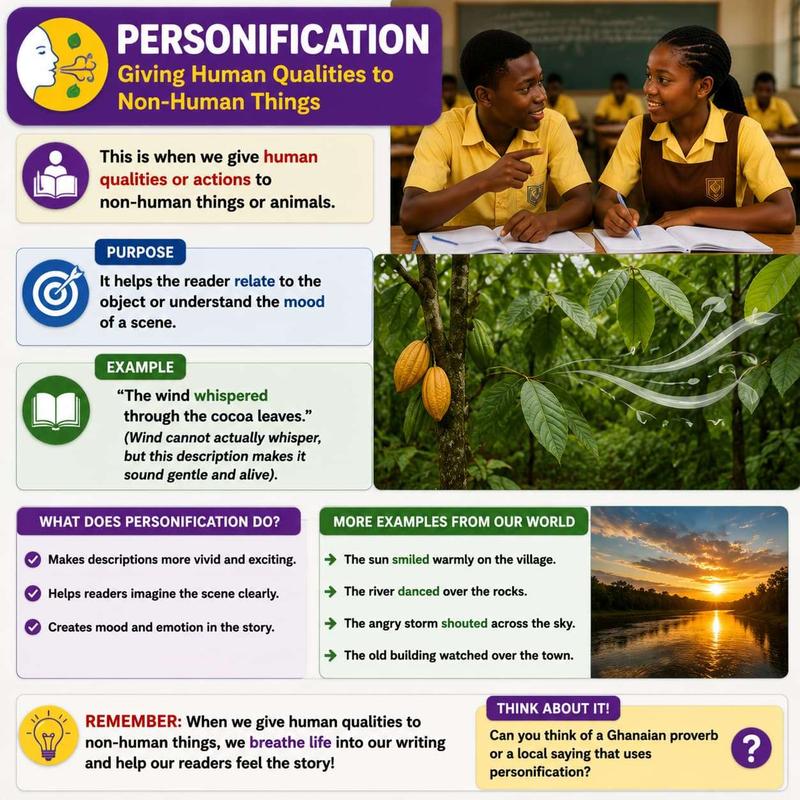 PERSONIFICATION
Giving Human Qualities to
Non-Human Things
This is when we give human
qualities or actions to
non-human things or animals.
PURPOSE
It helps the reader relate to the
object or understand the mood
of a scene.
EXAMPLE
“The wind whispered
through the cocoa leaves.”
(Wind cannot actually whisper,
but this description makes it
sound gentle and alive).
WHAT DOES PERSONIFICATION DO?
Makes descriptions more vivid and exciting.
Helps readers imagine the scene clearly.
Creates mood and emotion in the story.
MORE EXAMPLES FROM OUR WORLD
The sun smiled warmly on the village.
The river danced over the rocks.
The angry storm shouted across the sky.
The old building watched over the town.
REMEMBER: When we give human qualities to
non-human things, we breathe life into our writing
and help our readers feel the story!
THINK ABOUT IT!
Can you think of a Ghanaian proverb
or a local saying that uses
personification?
?